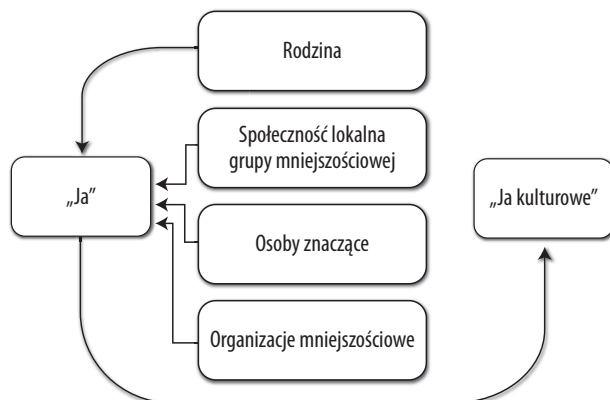 Rodzina
Społeczność lokalna
grupy mniejszościowej
„Ja”
„Ja kulturowe”
Osoby znaczące
Organizacje mniejszościowe